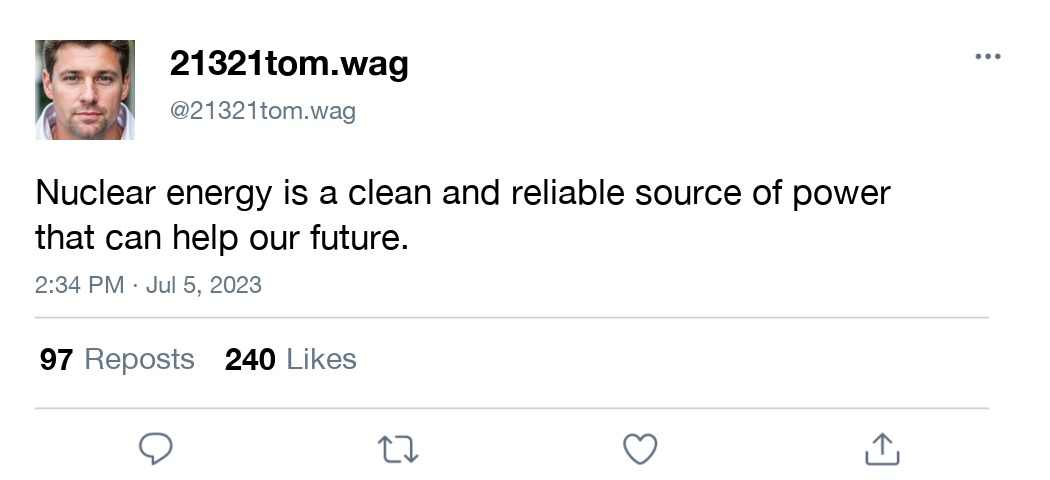 21321tom.wag
@21321tom.wag
Nuclear energy is a clean and reliable source of power
that can help our future.
2:34 PM · Jul 5, 2023
97 Reposts 240 Likes